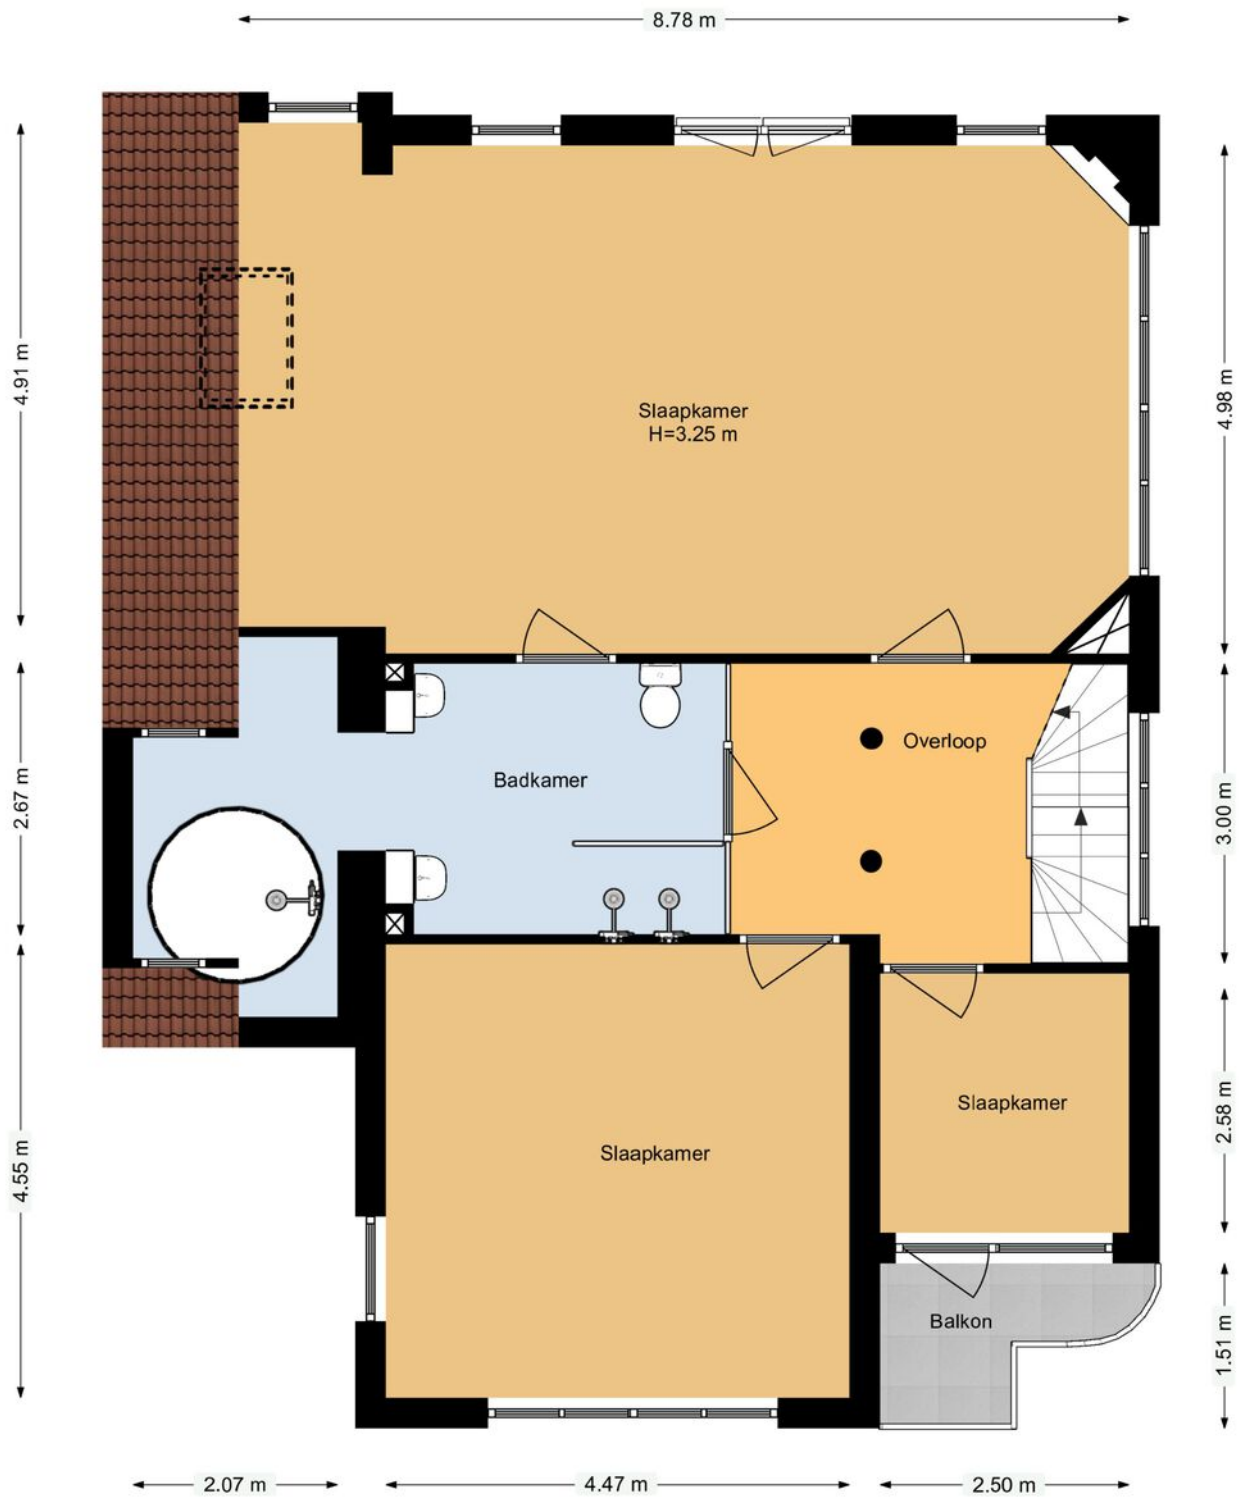 8.78 m
4.91 m
Slaapkamer
H=3.25 m
4.98 m
Badkamer
Overloop
2.67 m
3.00 m
Slaapkamer
Slaapkamer
2.58 m
4.55 m
Balkon
1.51 m
2.07 m
4.47 m
2.50 m